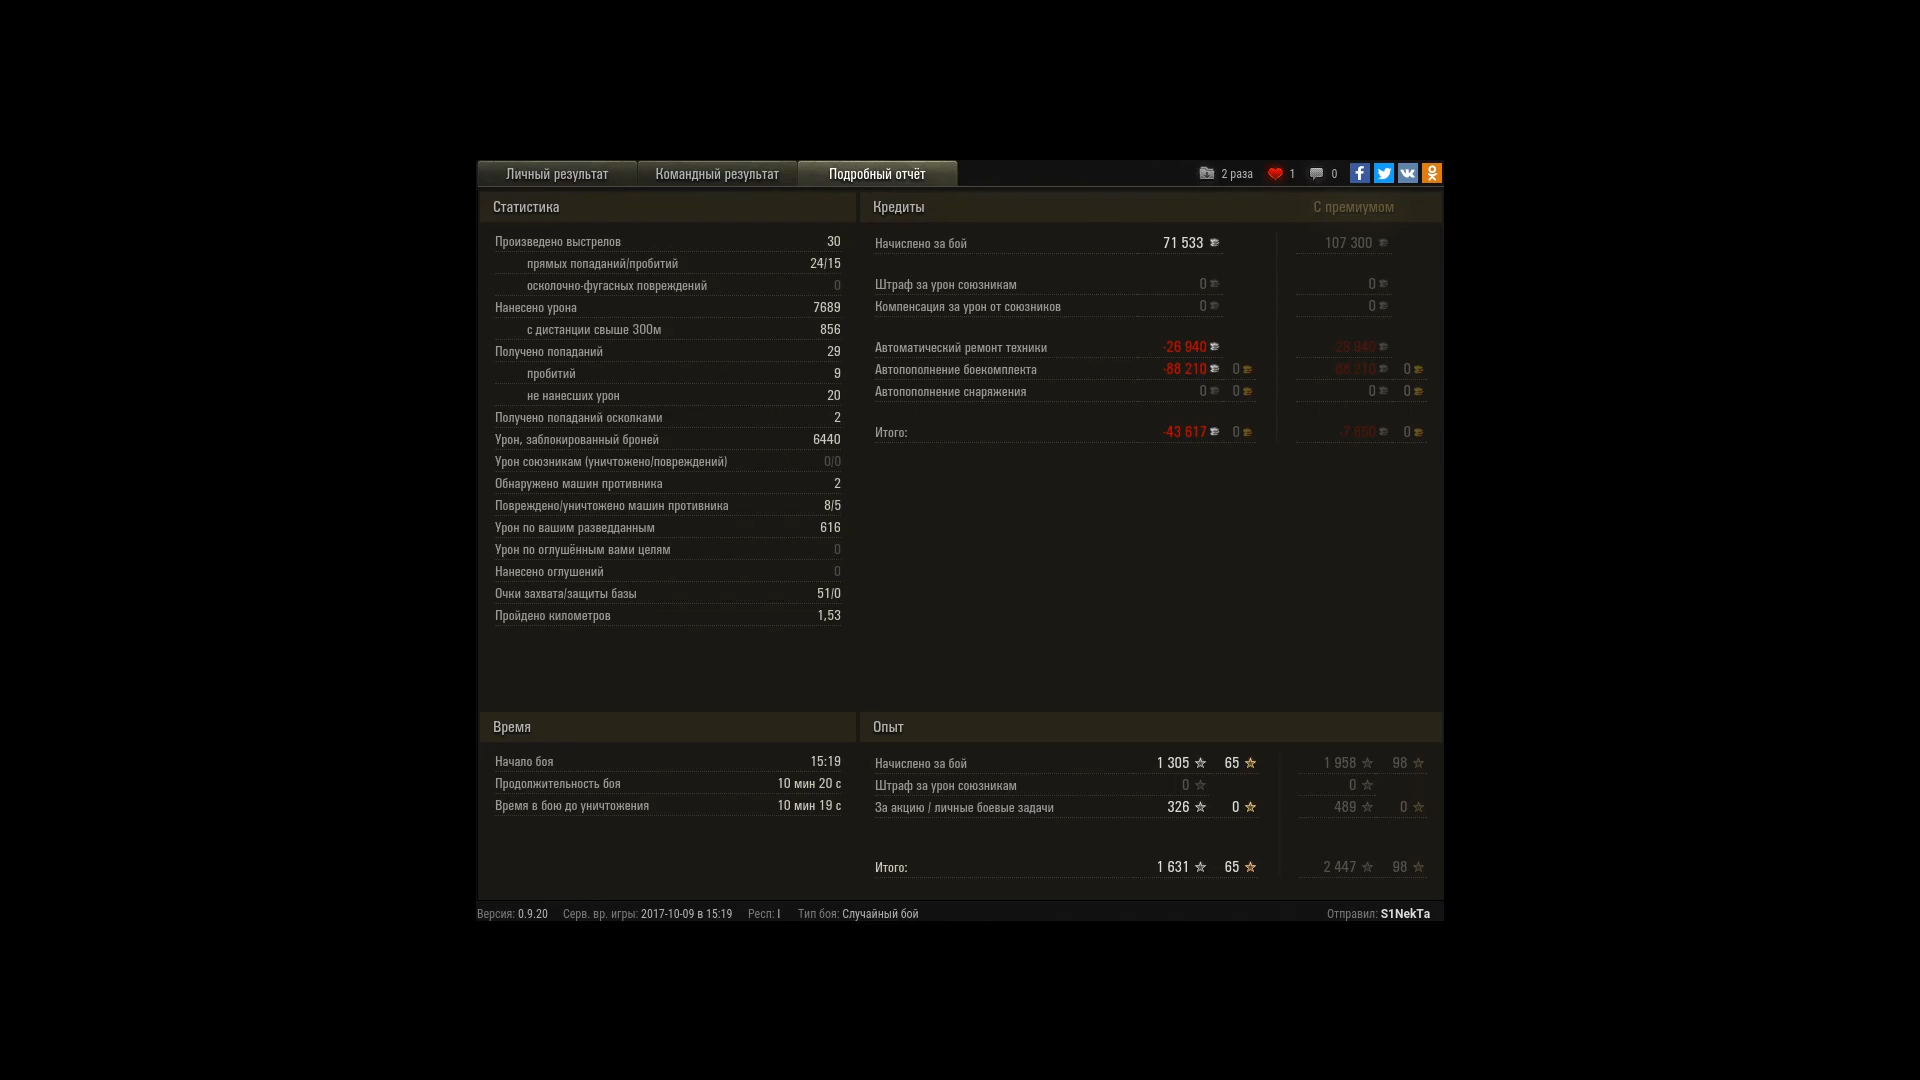 Личный результат Командный результат Подробный отчёт 2 раза 1 0
Статистика
Произведено выстрелов 30
прямых попаданий/пробитий 24/15
осколочно-фугасных повреждений 0
Нанесено урона 7689
с дистанции свыше 300м 856
Получено попаданий 29
пробитий 9
не нанесших урон 20
Получено попаданий осколками 2
Урон, заблокированный броней 6440
Урон союзникам (уничтожено/повреждений) 0/0
Обнаружено машин противника 2
Повреждено/уничтожено машин противника 8/5
Урон по вашим разведданным 616
Урон по оглушённым вами целям 0
Нанесено оглушений 0
Очки захвата/защиты базы 51/0
Пройдено километров 1,53
Кредиты С премиумом
Начислено за бой 71 533 107 300
Штраф за урон союзникам 0 0
Компенсация за урон от союзников 0 0
Автоматический ремонт техники -26 940
Автопополнение боекомплекта -88 210 0 -88 210 0
Автопополнение снаряжения 0 0 0 0
Итого: -43 617 0 0
Время
Начало боя 15:19
Продолжительность боя 10 мин 20 с
Время в бою до уничтожения 10 мин 19 с
Опыт
Начислено за бой 1 305 65 1 958 98
Штраф за урон союзникам 0 0
За акцию / личные боевые задачи 326 0 489 0
Итого: 1 631 65 2 447 98
Версия: 0.9.20 Серв. вр. игры: 2017-10-09 в 15:19 Респ: I Тип боя: Случайный бой Отправил: S1NekTa